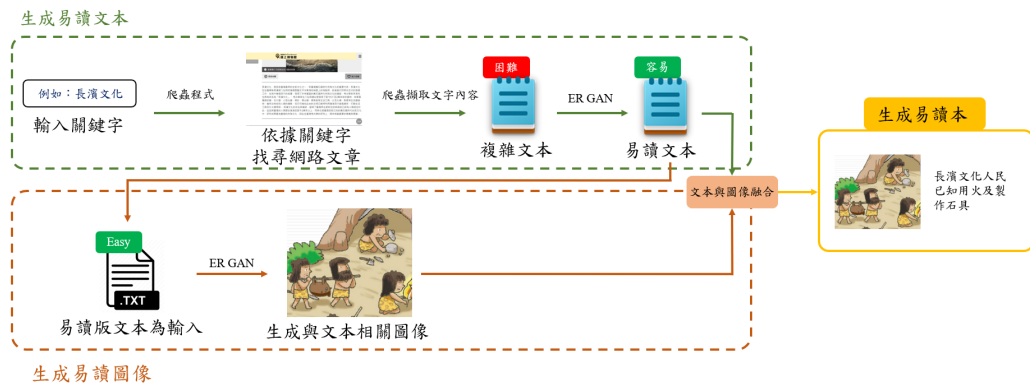 生成易讀文本
例如：長濱文化
輸入關鍵字
爬蟲程式
依據關鍵字
找尋網路文章
爬蟲擷取文字內容
困難
複雜文本
ER GAN
容易
易讀文本
文本與圖像融合
生成易讀本
長濱文化人民
已知用火及製
作石具
Easy
.TXT
易讀版文本為輸入
ER GAN
生成與文本相關圖像
生成易讀圖像